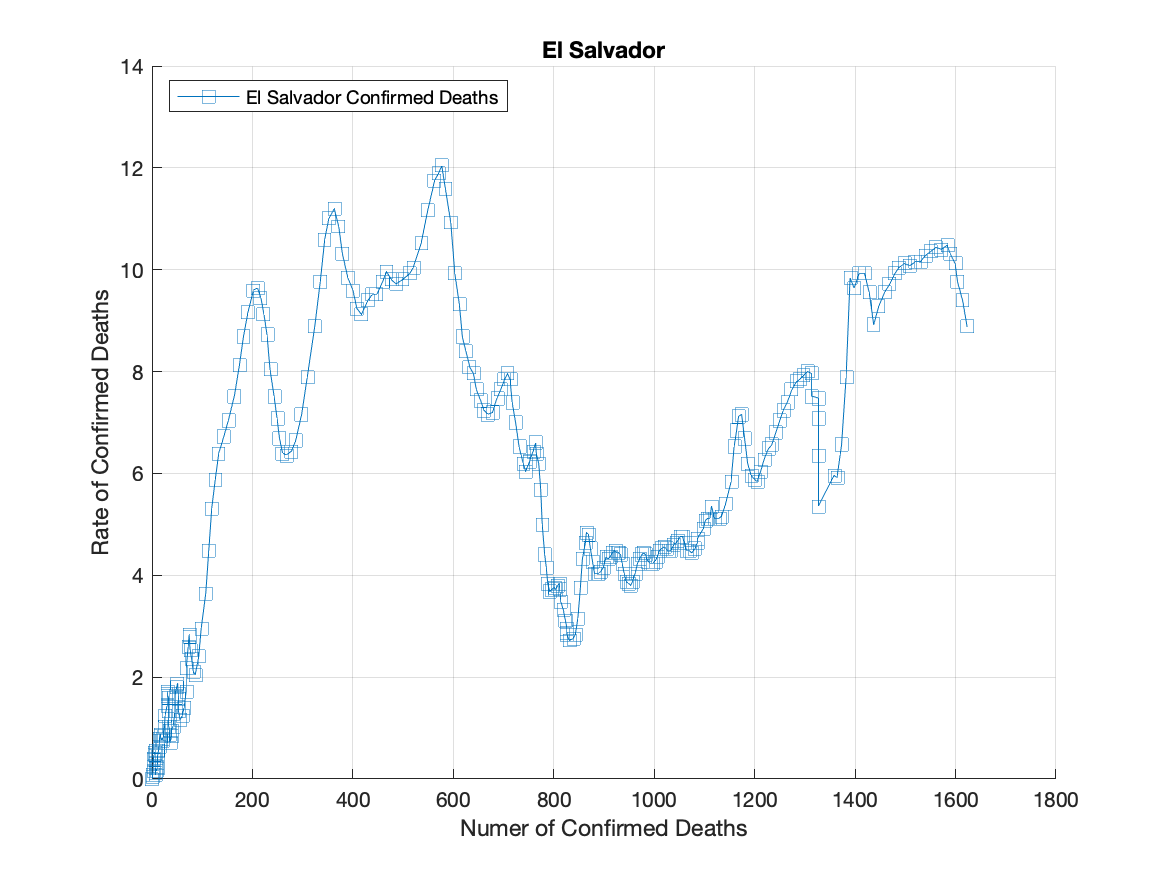 El Salvador
El Salvador Confirmed Deaths
14
12
10
8
6
4
2
0
Rate of Confirmed Deaths
0 200 400 600 800 1000 1200 1400 1600 1800
Numer of Confirmed Deaths